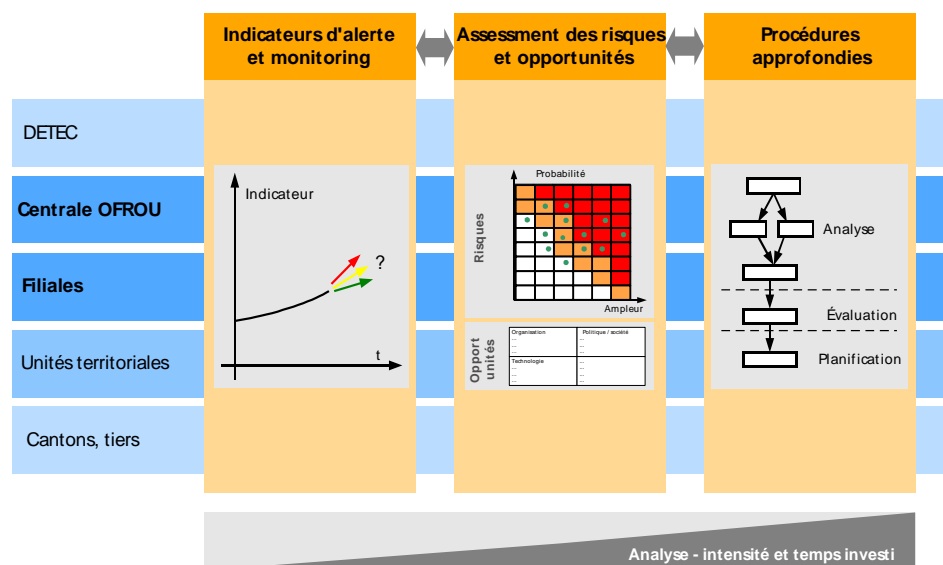 Indicateurs d'alerte
et monitoring
Assessment des risques
et opportunités
Procédures
approfondies
DETEC
Centrale OFROU
Filiales
Unités territoriales
Cantons, tiers
Indicateur
?
t
Probabilité
Risques
Ampleur
Opport
unités
Organisation
...
...
...
Politique / société
...
...
...
Technologie
...
...
...
...
...
...
Analyse
Évaluation
Planification
Analyse - intensité et temps investi